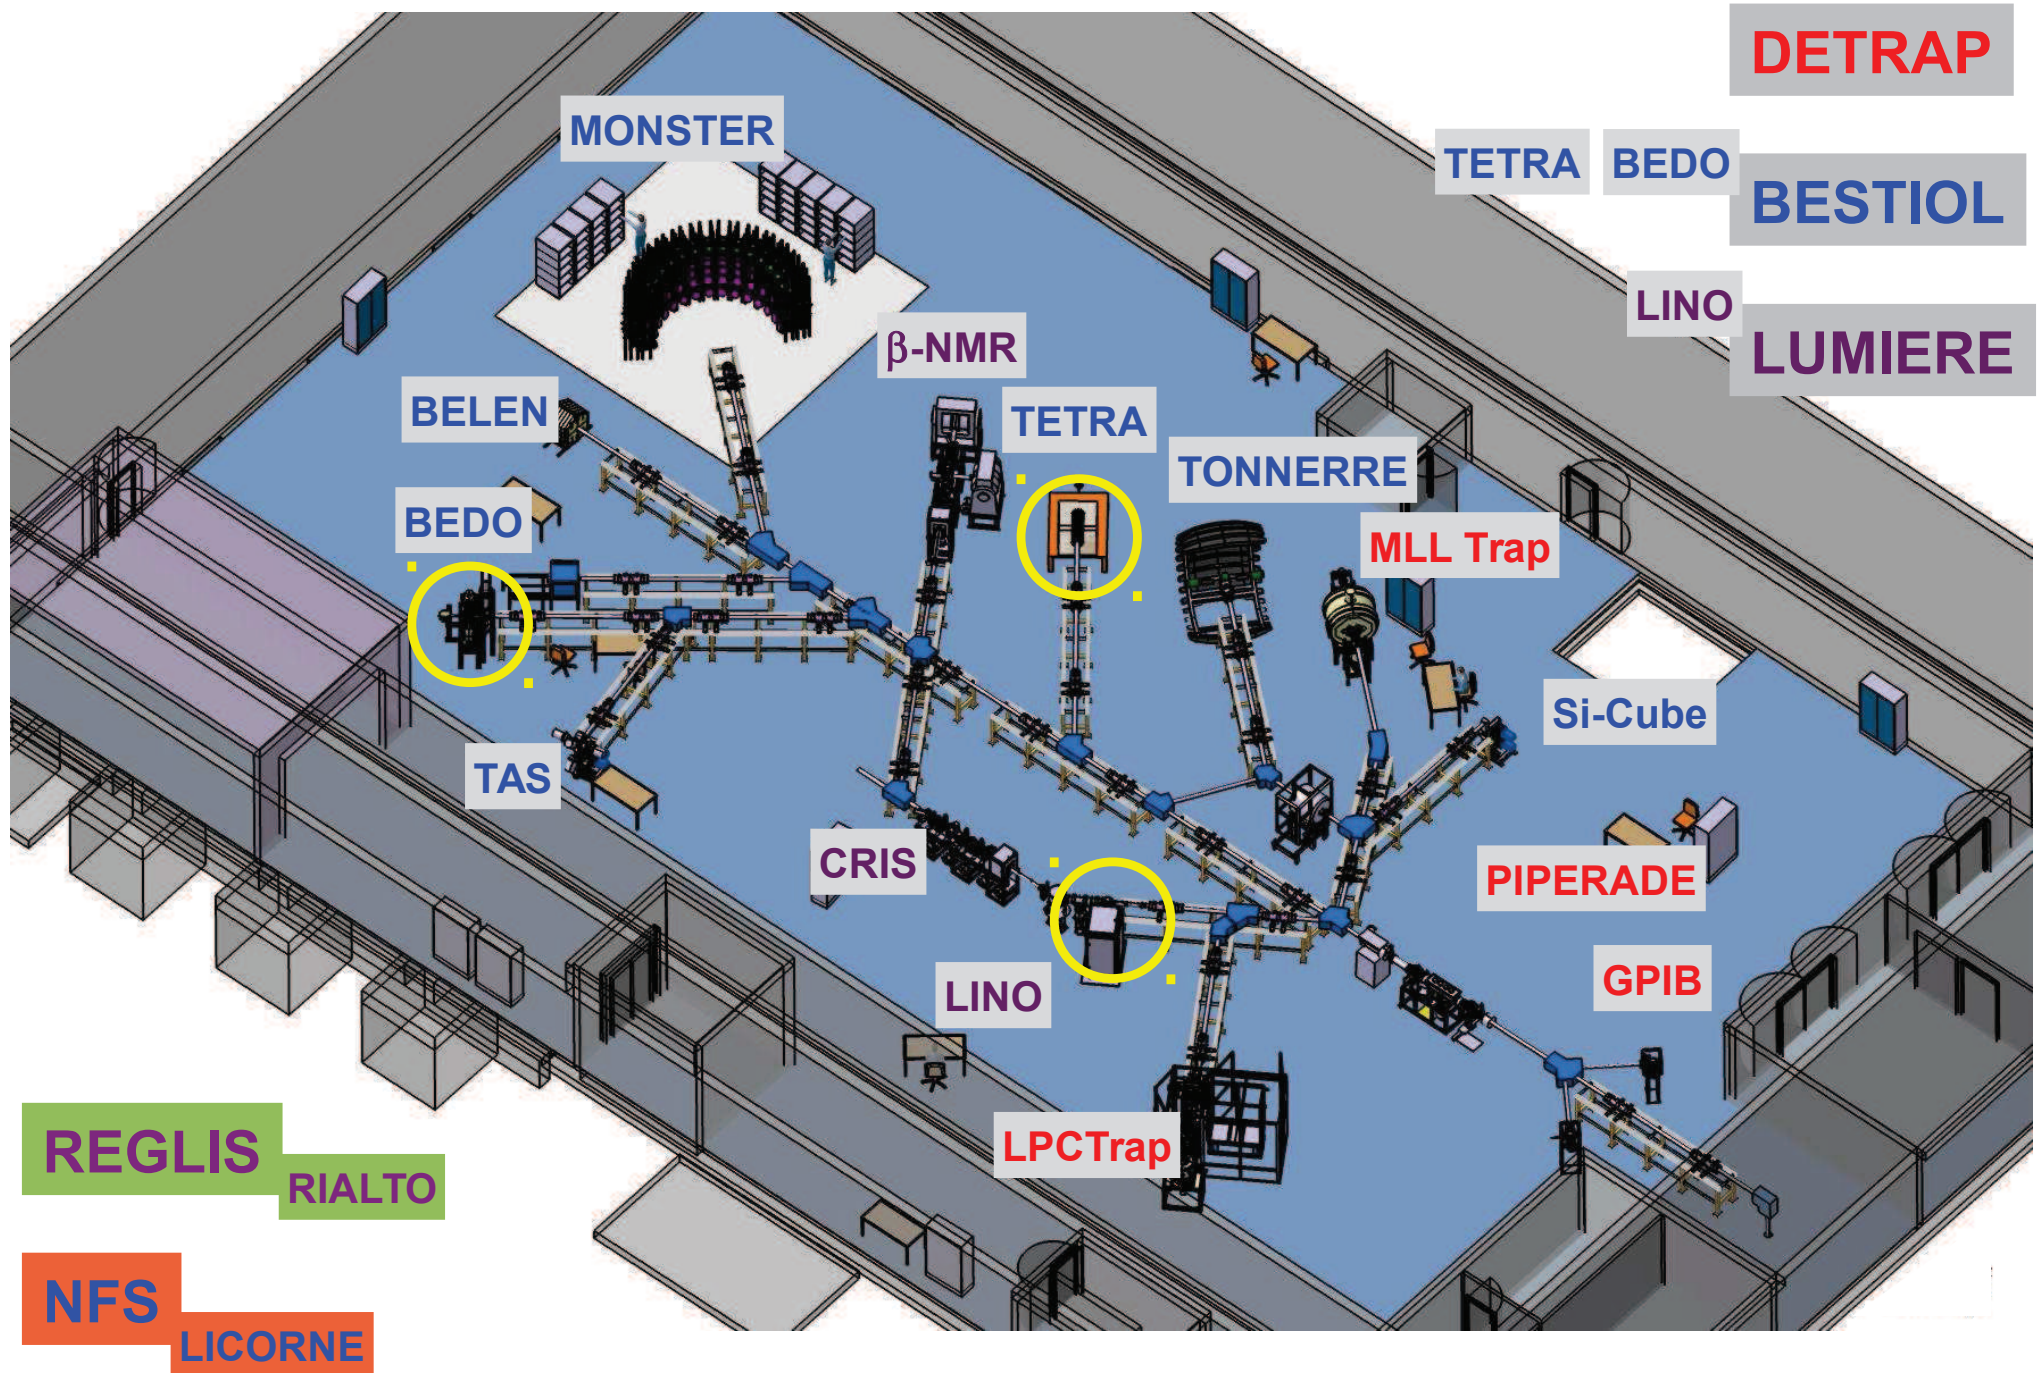 DETRAP
MONSTER
TETRA BEDO
BESTIOL
LINO
LUMIERE
β-NMR
BELEN
TETRA
TONNERRE
BEDO
MLL Trap
Si-Cube
TAS
CRIS
PIPERADE
GPIB
LINO
LPCTrap
REGLIS
RIALTO
NFS
LICORNE